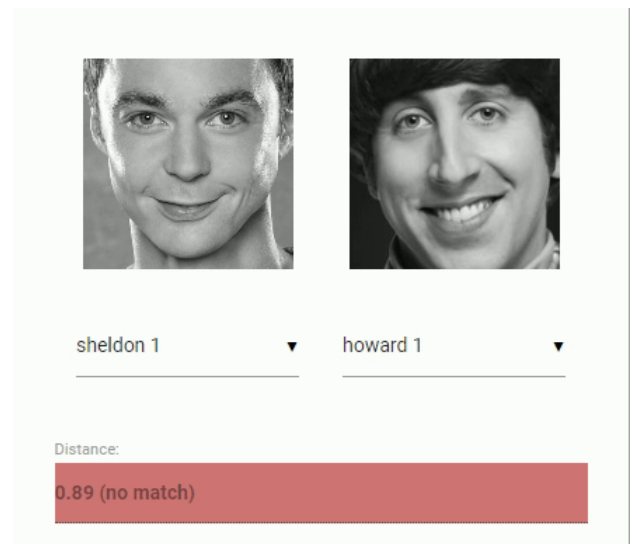 sheldon 1 ▼ howard 1 ▼
Distance:
0.89 (no match)